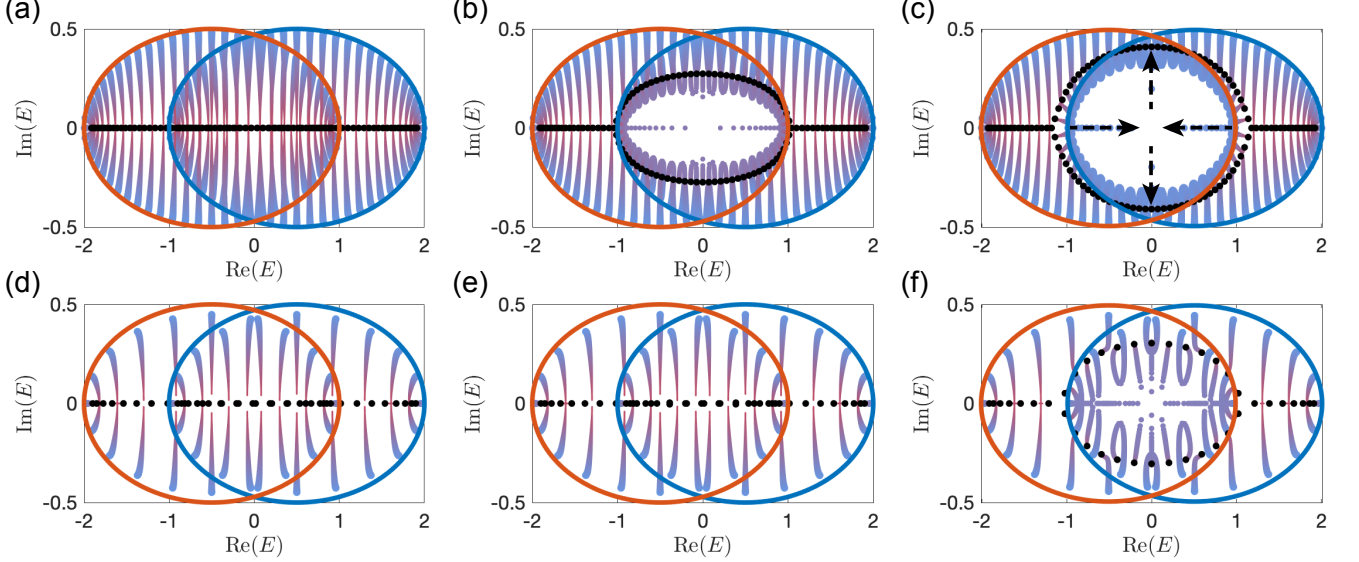 (a) (b) (c)
0.5 0.5 0.5
Im(E) 0 Im(E) 0 Im(E) 0
-0.5 -0.5 -0.5
-2 -1 0 1 2 -2 -1 0 1 2 -2 -1 0 1 2
Re(E) Re(E) Re(E)
(d) (e) (f)
0.5 0.5 0.5
Im(E) 0 Im(E) 0 Im(E) 0
-0.5 -0.5 -0.5
-2 -1 0 1 2 -2 -1 0 1 2 -2 -1 0 1 2
Re(E) Re(E) Re(E)